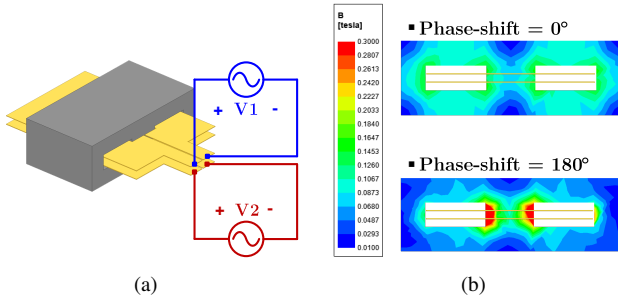 + V1 -
+ V2 -
(a)
B
[tesla]
0.3000
0.2807
0.2613
0.2420
0.2227
0.2033
0.1840
0.1647
0.1453
0.1260
0.1067
0.0873
0.0680
0.0487
0.0293
0.0100
▪ Phase-shift = 0°
▪ Phase-shift = 180°
(b)